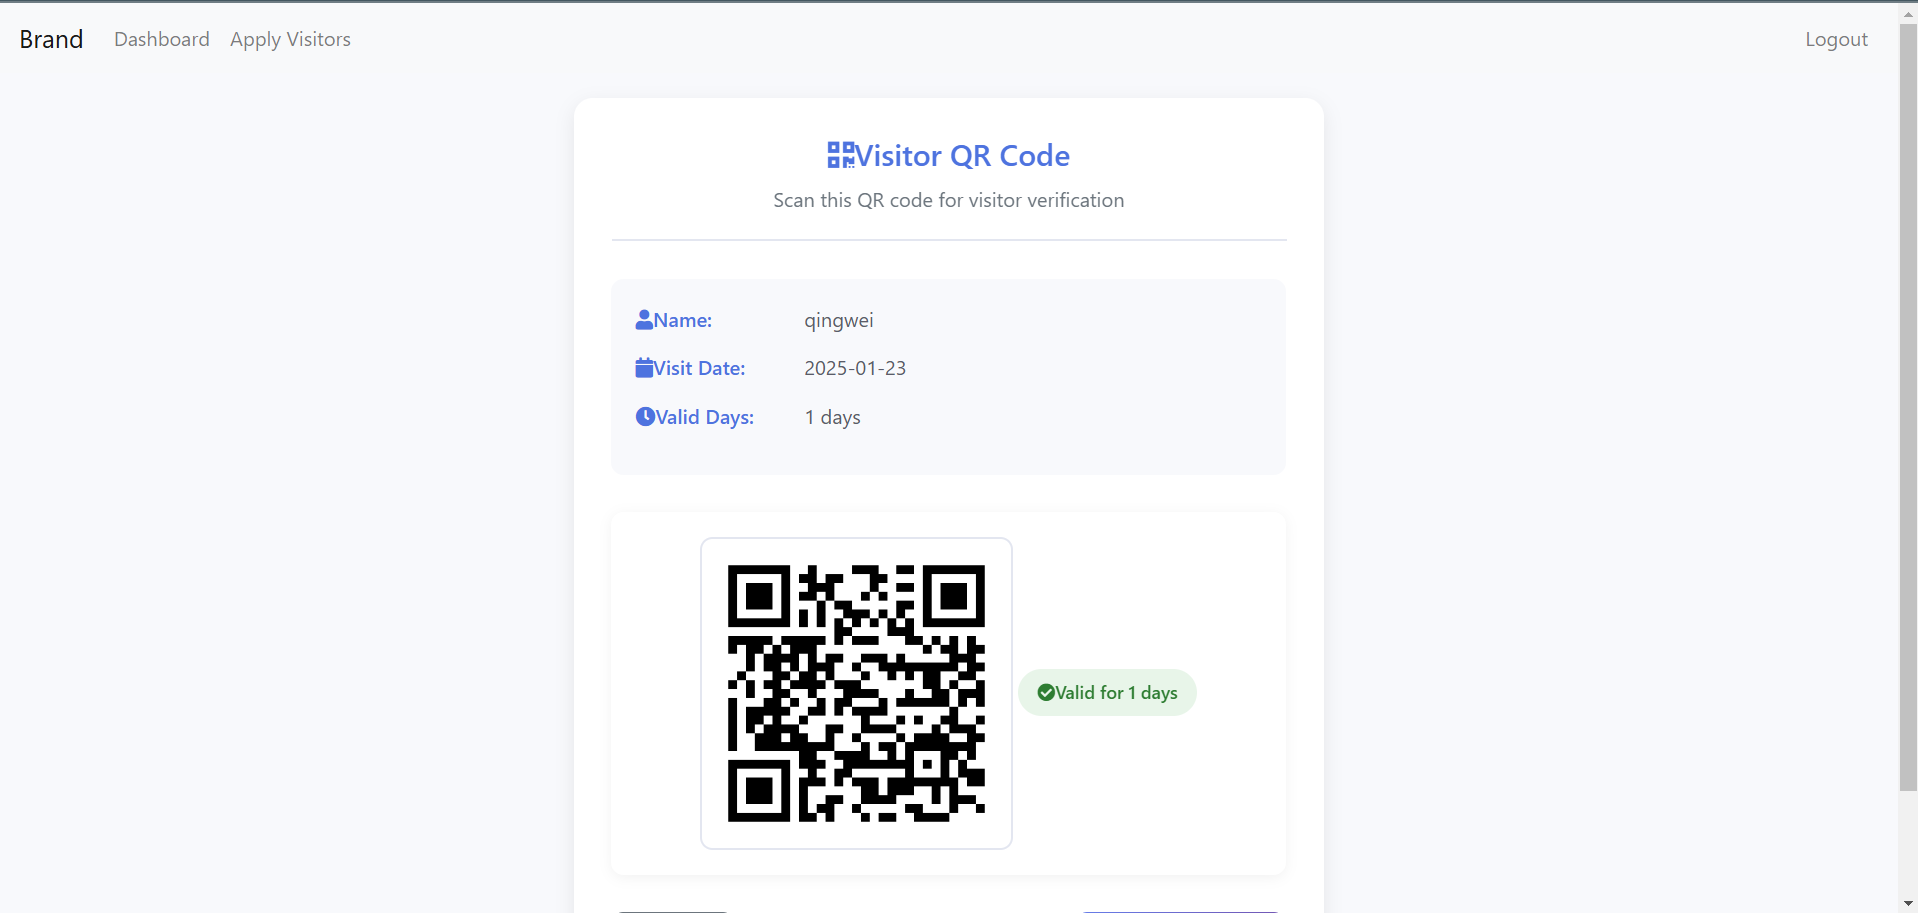 Brand Dashboard Apply Visitors Logout
Visitor QR Code
Scan this QR code for visitor verification
Name: qingwei
Visit Date: 2025-01-23
Valid Days: 1 days
Valid for 1 days